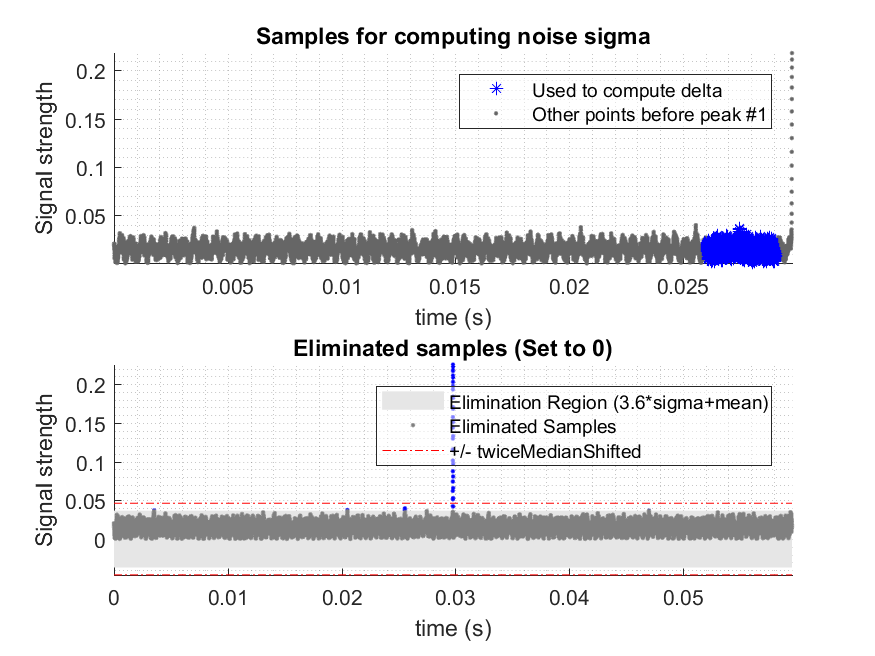 Samples for computing noise sigma
Signal strength
0.2
0.15
0.1
0.05
Used to compute delta
Other points before peak #1
0.005 0.01 0.015 0.02 0.025
time (s)
Eliminated samples (Set to 0)
Signal strength
0.2
0.15
0.1
0.05
0
Elimination Region (3.6*sigma+mean)
Eliminated Samples
+/- twiceMedianShifted
0 0.01 0.02 0.03 0.04 0.05
time (s)